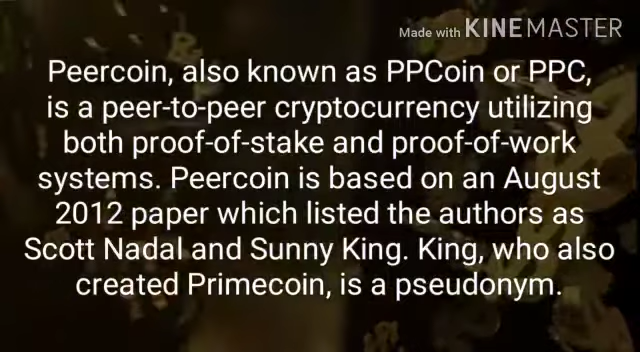 Made with KINEMASTER
Peercoin, also known as PPCoin or PPC,
is a peer-to-peer cryptocurrency utilizing
both proof-of-stake and proof-of-work
systems. Peercoin is based on an August
2012 paper which listed the authors as
Scott Nadal and Sunny King. King, who also
created Primecoin, is a pseudonym.